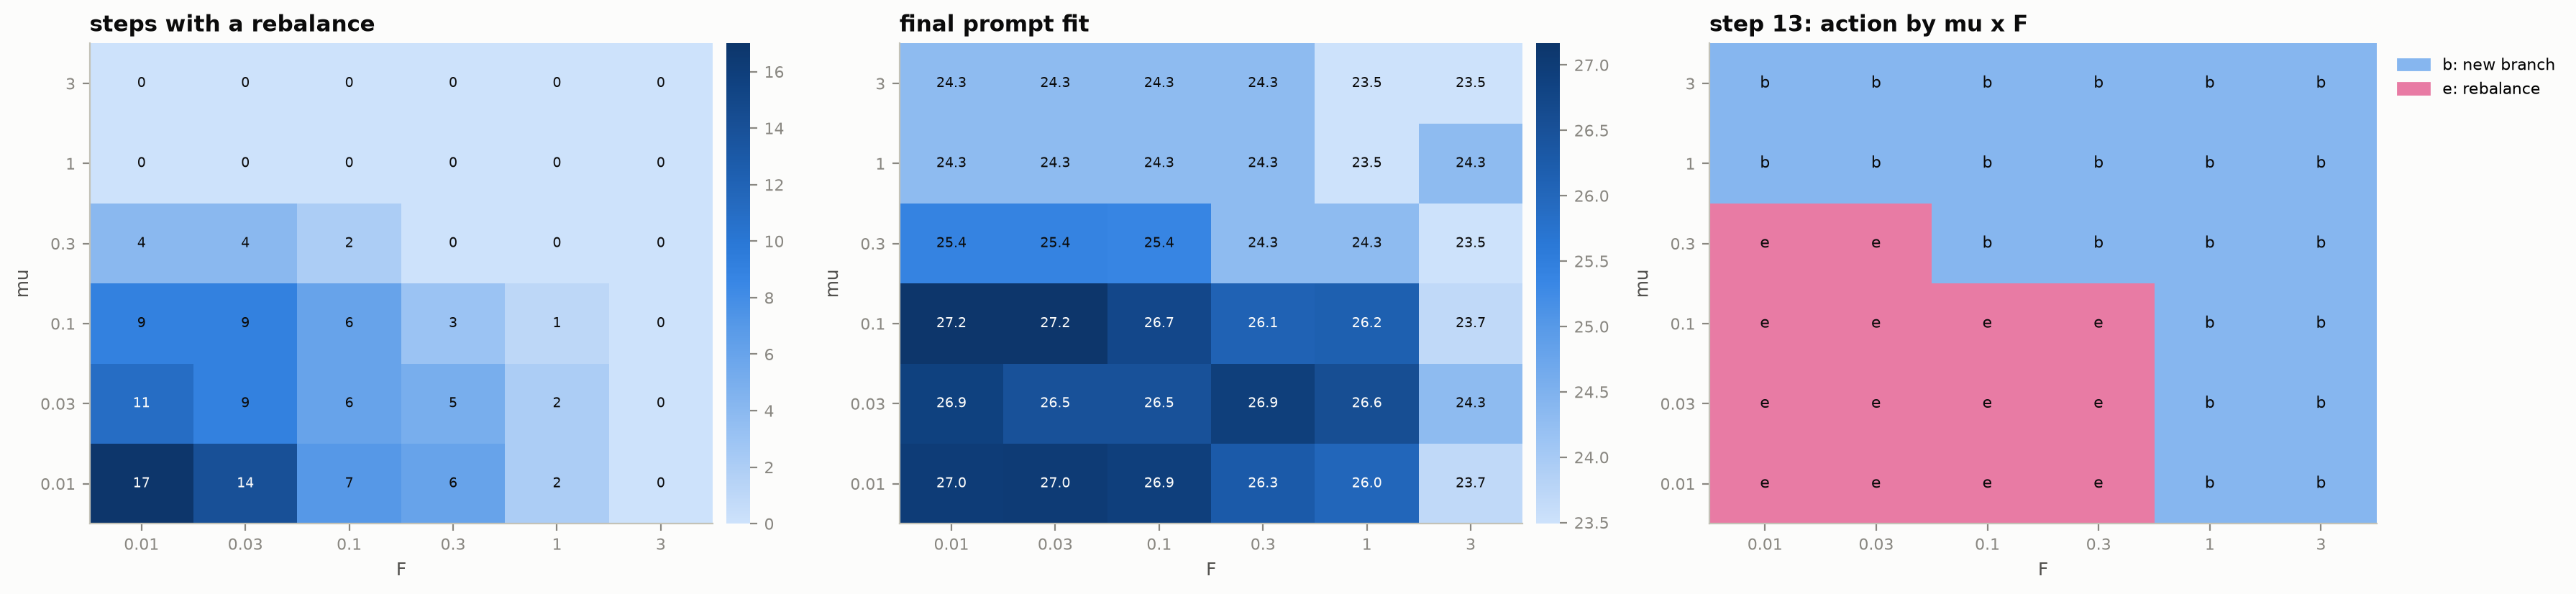 steps with a rebalance
3 0 0 0 0 0 0
1 0 0 0 0 0 0
0.3 4 4 2 0 0 0
0.1 9 9 6 3 1 0
0.03 11 9 6 5 2 0
0.01 17 14 7 6 2 0
0.01 0.03 0.1 0.3 1 3
F
mu
16
14
12
10
8
6
4
2
0
final prompt fit
3 24.3 24.3 24.3 24.3 23.5 23.5
1 24.3 24.3 24.3 24.3 23.5 24.3
0.3 25.4 25.4 25.4 24.3 24.3 23.5
0.1 27.2 27.2 26.7 26.1 26.2 23.7
0.03 26.9 26.5 26.5 26.9 26.6 24.3
0.01 27.0 27.0 26.9 26.3 26.0 23.7
0.01 0.03 0.1 0.3 1 3
F
mu
27.0
26.5
26.0
25.5
25.0
24.5
24.0
23.5
step 13: action by mu x F
3 b b b b b b
1 b b b b b b
0.3 e e b b b b
0.1 e e e e b b
0.03 e e e e b b
0.01 e e e e b b
0.01 0.03 0.1 0.3 1 3
F
mu
b: new branch
e: rebalance